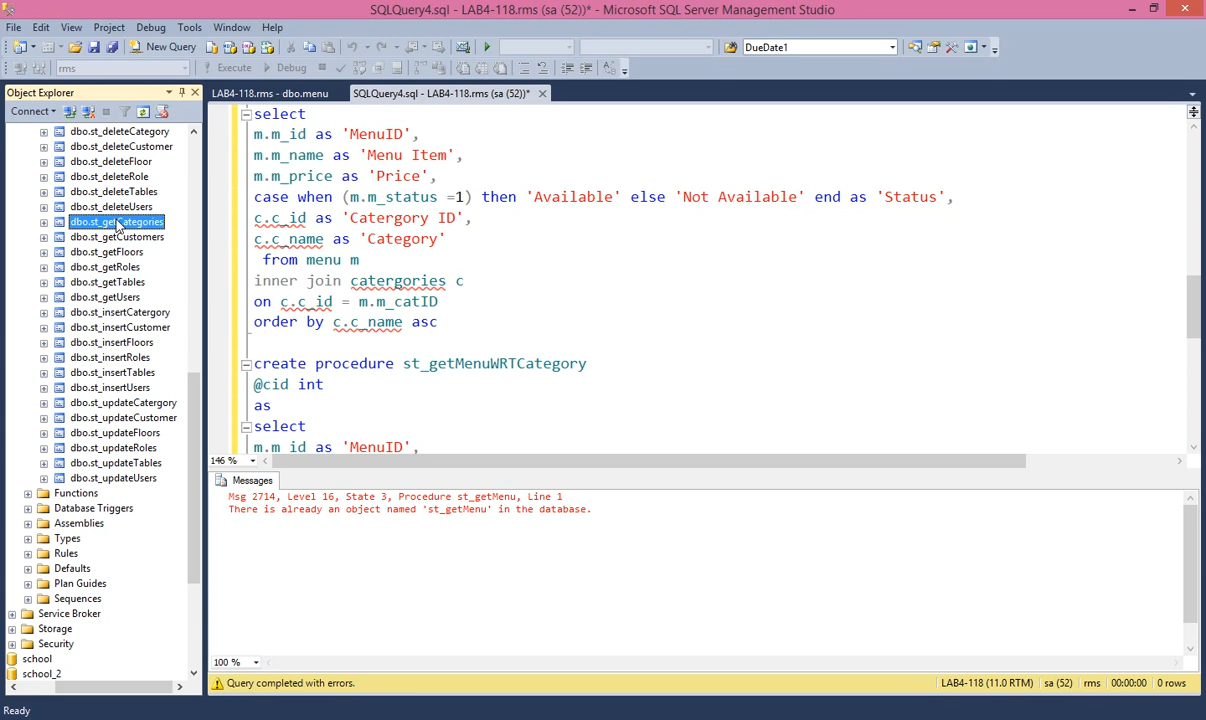 SQLQuery4.sql - LAB4-118.rms (sa (52))* - Microsoft SQL Server Management Studio
File Edit View Project Debug Tools Window Help
New Query DueDate1
rms Execute Debug
Object Explorer
LAB4-118.rms - dbo.menu SQLQuery4.sql - LAB4-118.rms (sa (52))*
Connect
dbo.st_deleteCategory
dbo.st_deleteCustomer
dbo.st_deleteFloor
dbo.st_deleteRole
dbo.st_deleteTables
dbo.st_deleteUsers
dbo.st_getCategories
dbo.st_getCustomers
dbo.st_getFloors
dbo.st_getRoles
dbo.st_getTables
dbo.st_getUsers
dbo.st_insertCatergory
dbo.st_insertCustomer
dbo.st_insertFloors
dbo.st_insertRoles
dbo.st_insertTables
dbo.st_insertUsers
dbo.st_updateCatergory
dbo.st_updateCustomer
dbo.st_updateFloors
dbo.st_updateRoles
dbo.st_updateTables
dbo.st_updateUsers
Functions
Database Triggers
Assemblies
Types
Rules
Defaults
Plan Guides
Sequences
Service Broker
Storage
Security
school
school_2
select
m.m_id as 'MenuID',
m.m_name as 'Menu Item',
m.m_price as 'Price',
case when (m.m_status =1) then 'Available' else 'Not Available' end as 'Status',
c.c_id as 'Catergory ID',
c.c_name as 'Category'
from menu m
inner join catergories c
on c.c_id = m.m_catID
order by c.c_name asc
create procedure st_getMenuWRTCategory
@cid int
as
select
m.m_id as 'MenuID',
146 %
Messages
Msg 2714, Level 16, State 3, Procedure st_getMenu, Line 1
There is already an object named 'st_getMenu' in the database.
100 %
Query completed with errors. LAB4-118 (11.0 RTM) sa (52) rms 00:00:00 0 rows
Ready